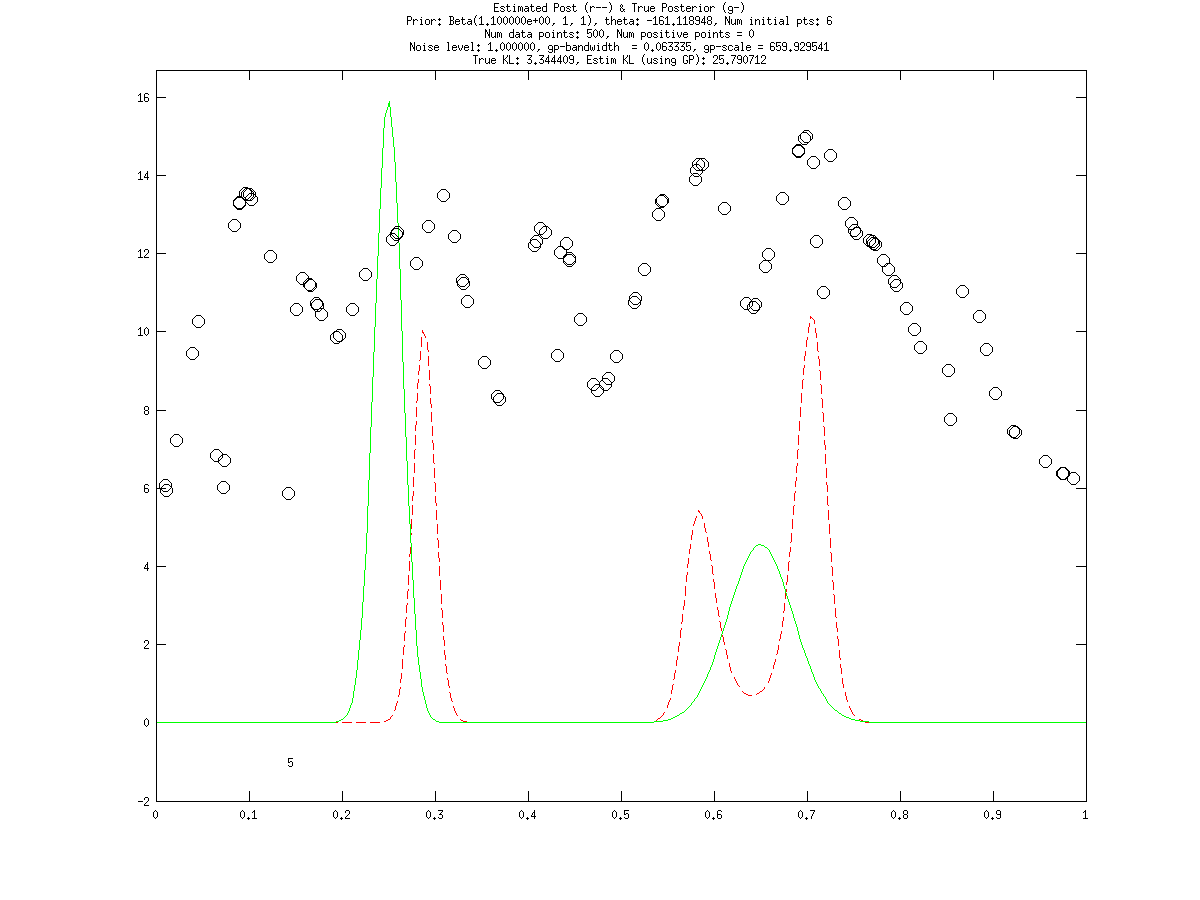 Estimated Post (r--) & True Posterior (g-)
Prior: Beta(1.100000e+00, 1, 1), theta: -161.118948, Num initial pts: 6
Num data points: 500, Num positive points = 0
Noise level: 1.000000, gp-bandwidth  = 0.063335, gp-scale = 659.929541
True KL: 3.344409, Estim KL (using GP): 25.790712
16
14
12
10
8
6
4
2
0
-2
5
0 0.1 0.2 0.3 0.4 0.5 0.6 0.7 0.8 0.9 1